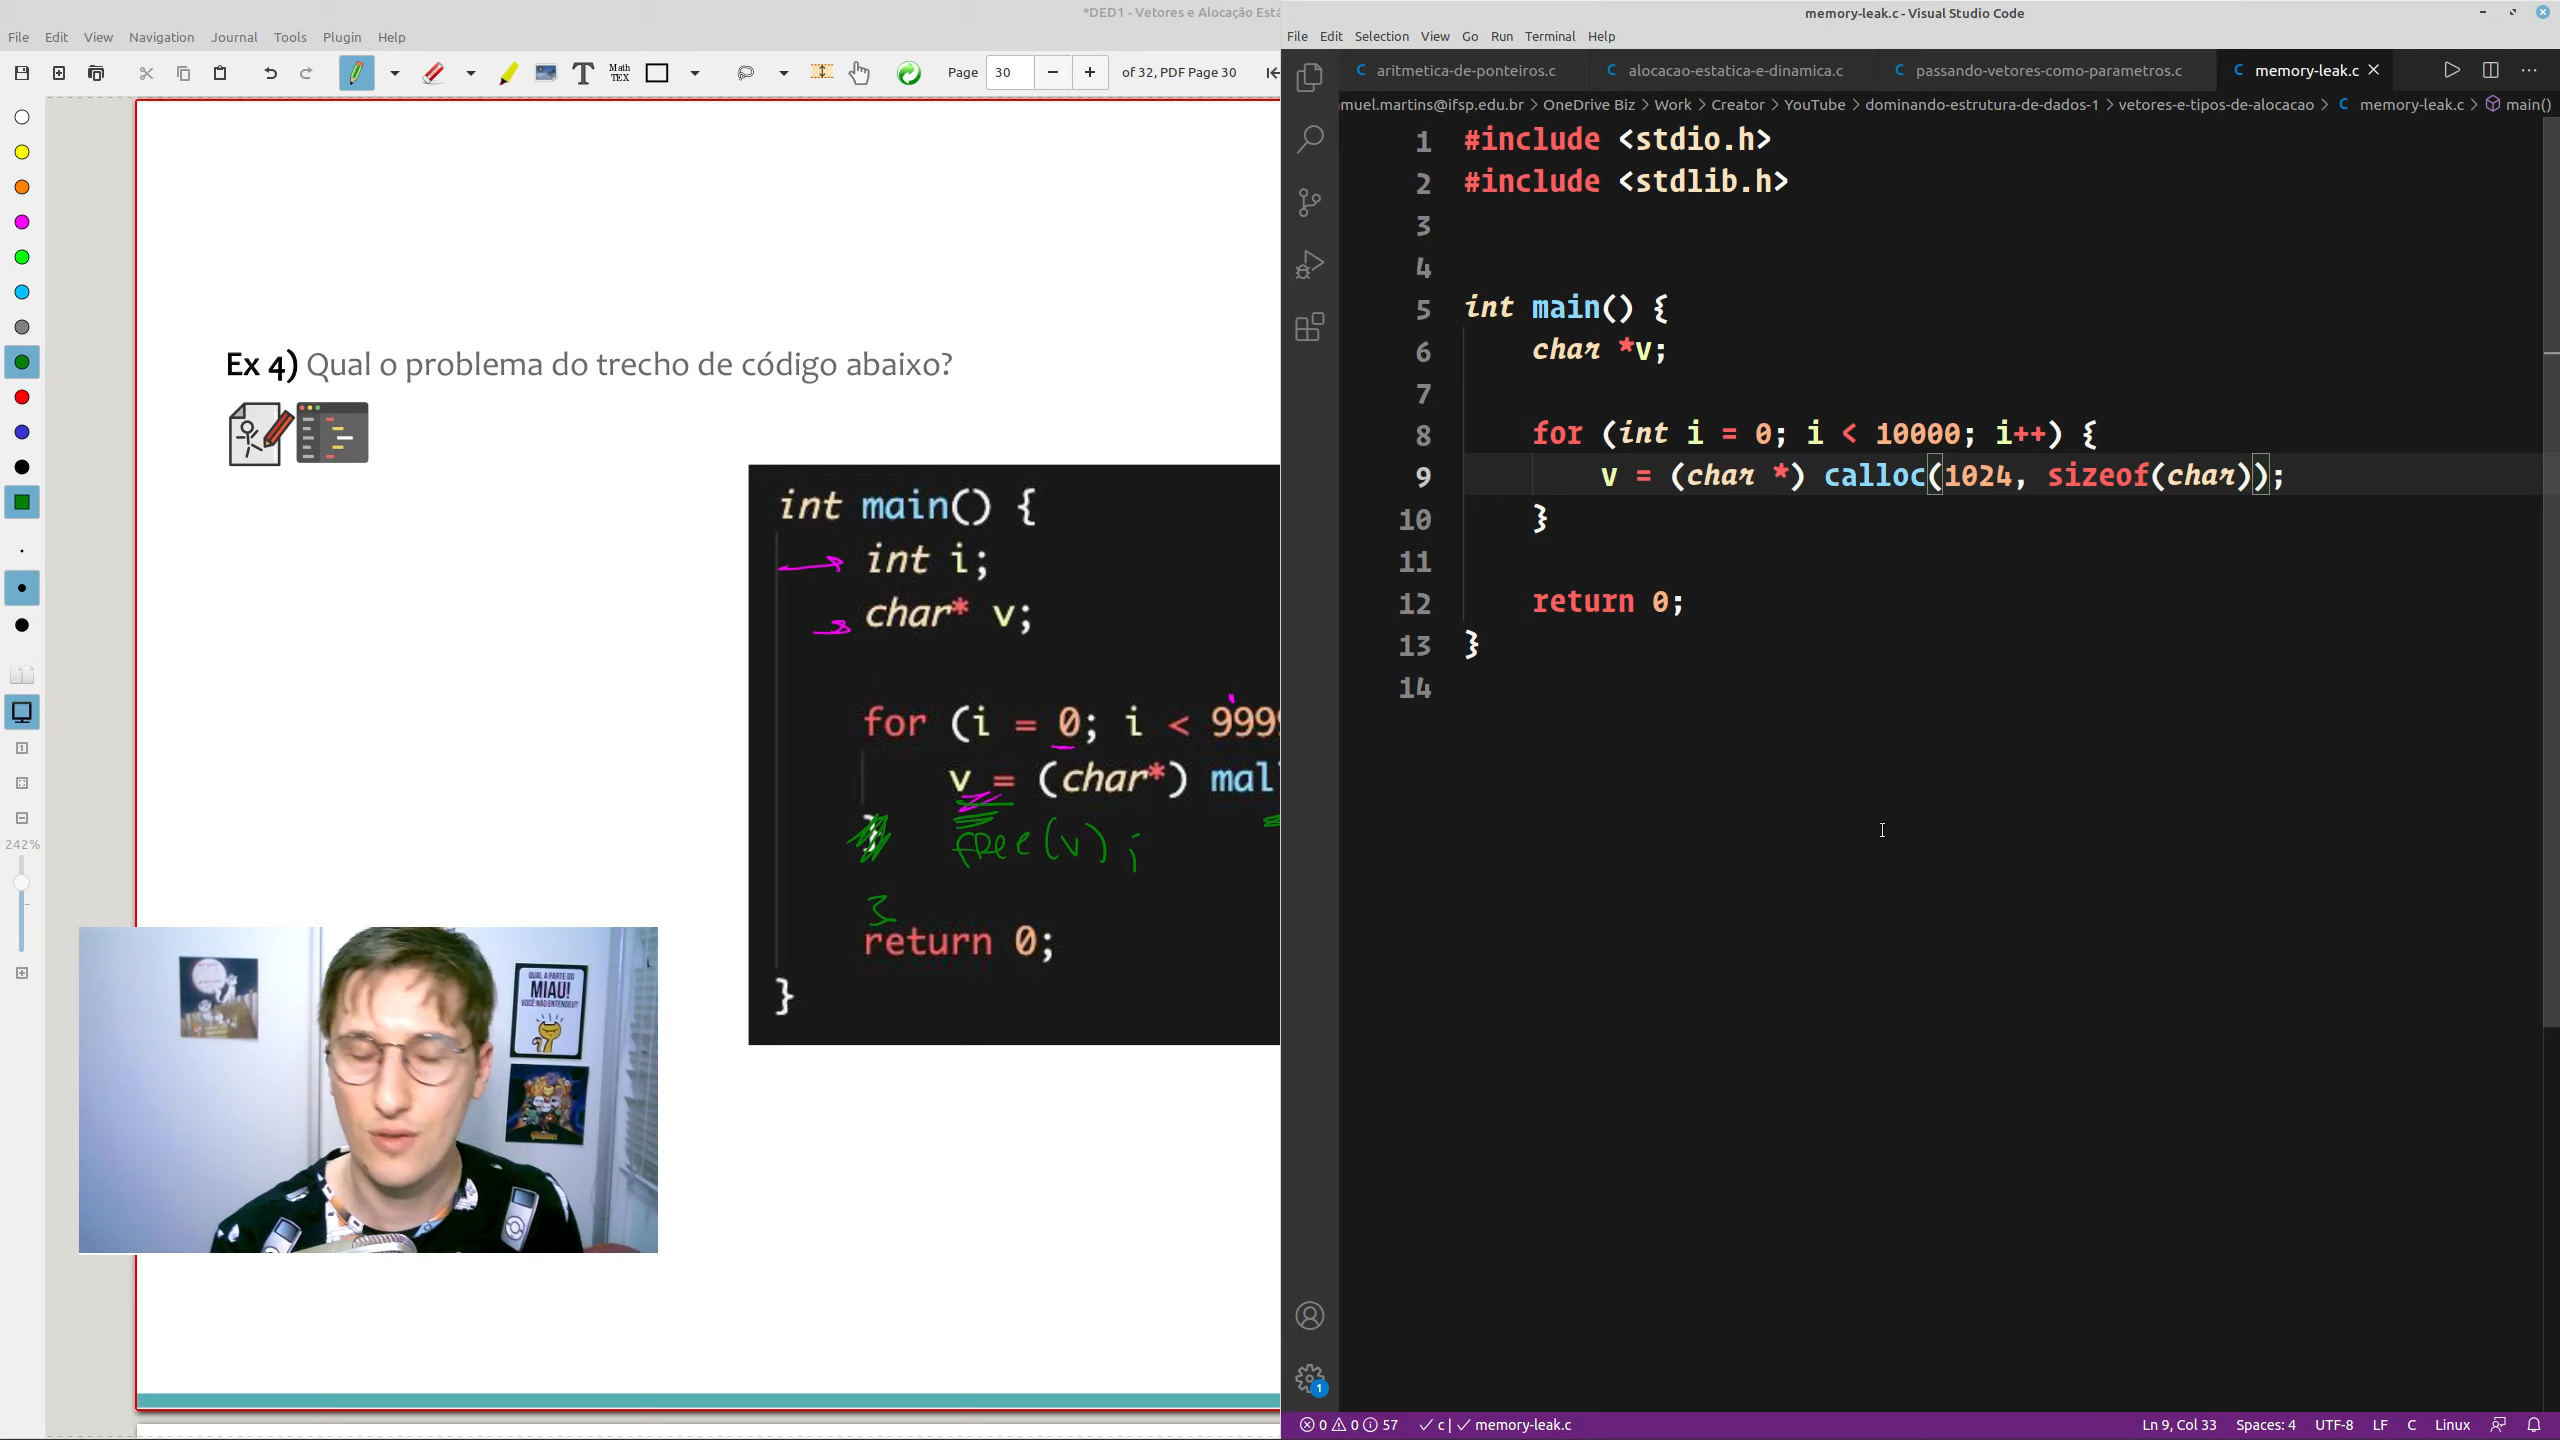 *DED1 - Vetores e Alocação Está
File Edit View Navigation Journal Tools Plugin Help
Math
TEX
Page 30 of 32, PDF Page 30
242%
Ex 4) Qual o problema do trecho de código abaixo?
int main() {
int i;
char* v;
for (i = 0; i < 9999
v = (char*) mal
free(v);
}
return 0;
}
QUAL A PARTE DO
MIAU!
VOCÊ NÃO ENTENDEU?
memory-leak.c - Visual Studio Code
File Edit Selection View Go Run Terminal Help
aritmetica-de-ponteiros.c alocacao-estatica-e-dinamica.c passando-vetores-como-parametros.c memory-leak.c
muel.martins@ifsp.edu.br > OneDrive Biz > Work > Creator > YouTube > dominando-estrutura-de-dados-1 > vetores-e-tipos-de-alocacao > C memory-leak.c > main()
1 #include <stdio.h>
2 #include <stdlib.h>
3
4
5 int main() {
6 char *v;
7
8 for (int i = 0; i < 10000; i++) {
9 v = (char *) calloc(1024, sizeof(char));
10 }
11
12 return 0;
13 }
14
1
0 0 57 c | memory-leak.c Ln 9, Col 33 Spaces: 4 UTF-8 LF C Linux